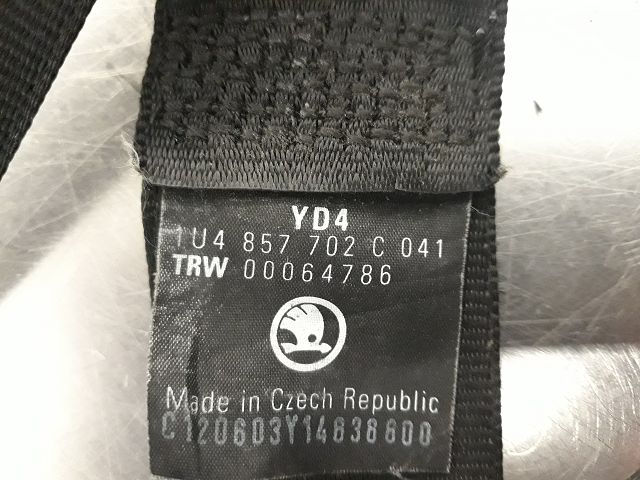 YD4
1U4 857 702 C 041
TRW 00064786
Made in Czech Republic
C120603Y14838600